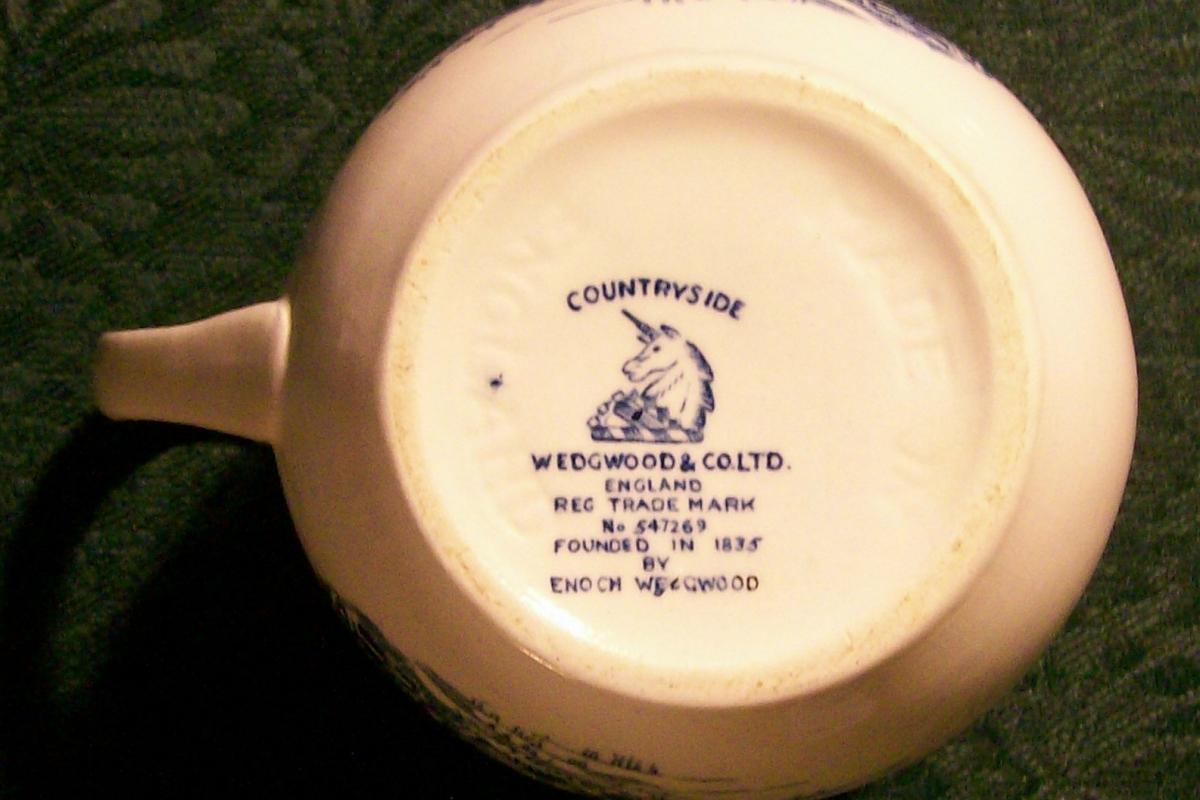 COUNTRYSIDE
WEDGWOOD & CO. LTD.
ENGLAND
REG TRADE MARK
No 547269
FOUNDED IN 1835
BY
ENOCH WEDGWOOD